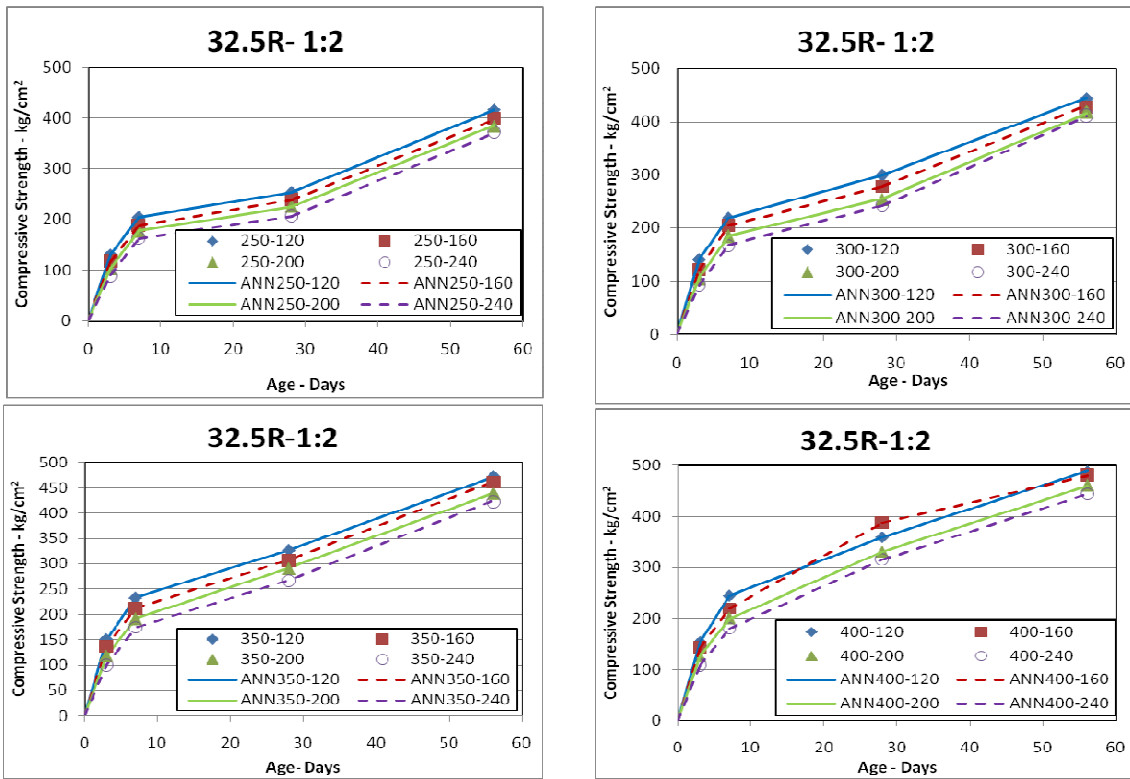 32.5R- 1:2
Compressive Strength - kg/cm²
500
400
300
200
100
0
250-120 250-160
250-200 250-240
ANN250-120 ANN250-160
ANN250-200 ANN250-240
0 10 20 30 40 50 60
Age - Days
32.5R- 1:2
Compressive Strength - kg/cm²
500
400
300
200
100
0
300-120 300-160
300-200 300-240
ANN300-120 ANN300-160
ANN300-200 ANN300-240
0 10 20 30 40 50 60
Age - Days
32.5R-1:2
Compressive Strength - kg/cm²
500
450
400
350
300
250
200
150
100
50
0
350-120 350-160
350-200 350-240
ANN350-120 ANN350-160
ANN350-200 ANN350-240
0 10 20 30 40 50 60
Age- Days
32.5R-1:2
Compressive Strength - kg/cm²
500
400
300
200
100
0
400-120 400-160
400-200 400-240
ANN400-120 ANN400-160
ANN400-200 ANN400-240
0 10 20 30 40 50 60
Age - Days